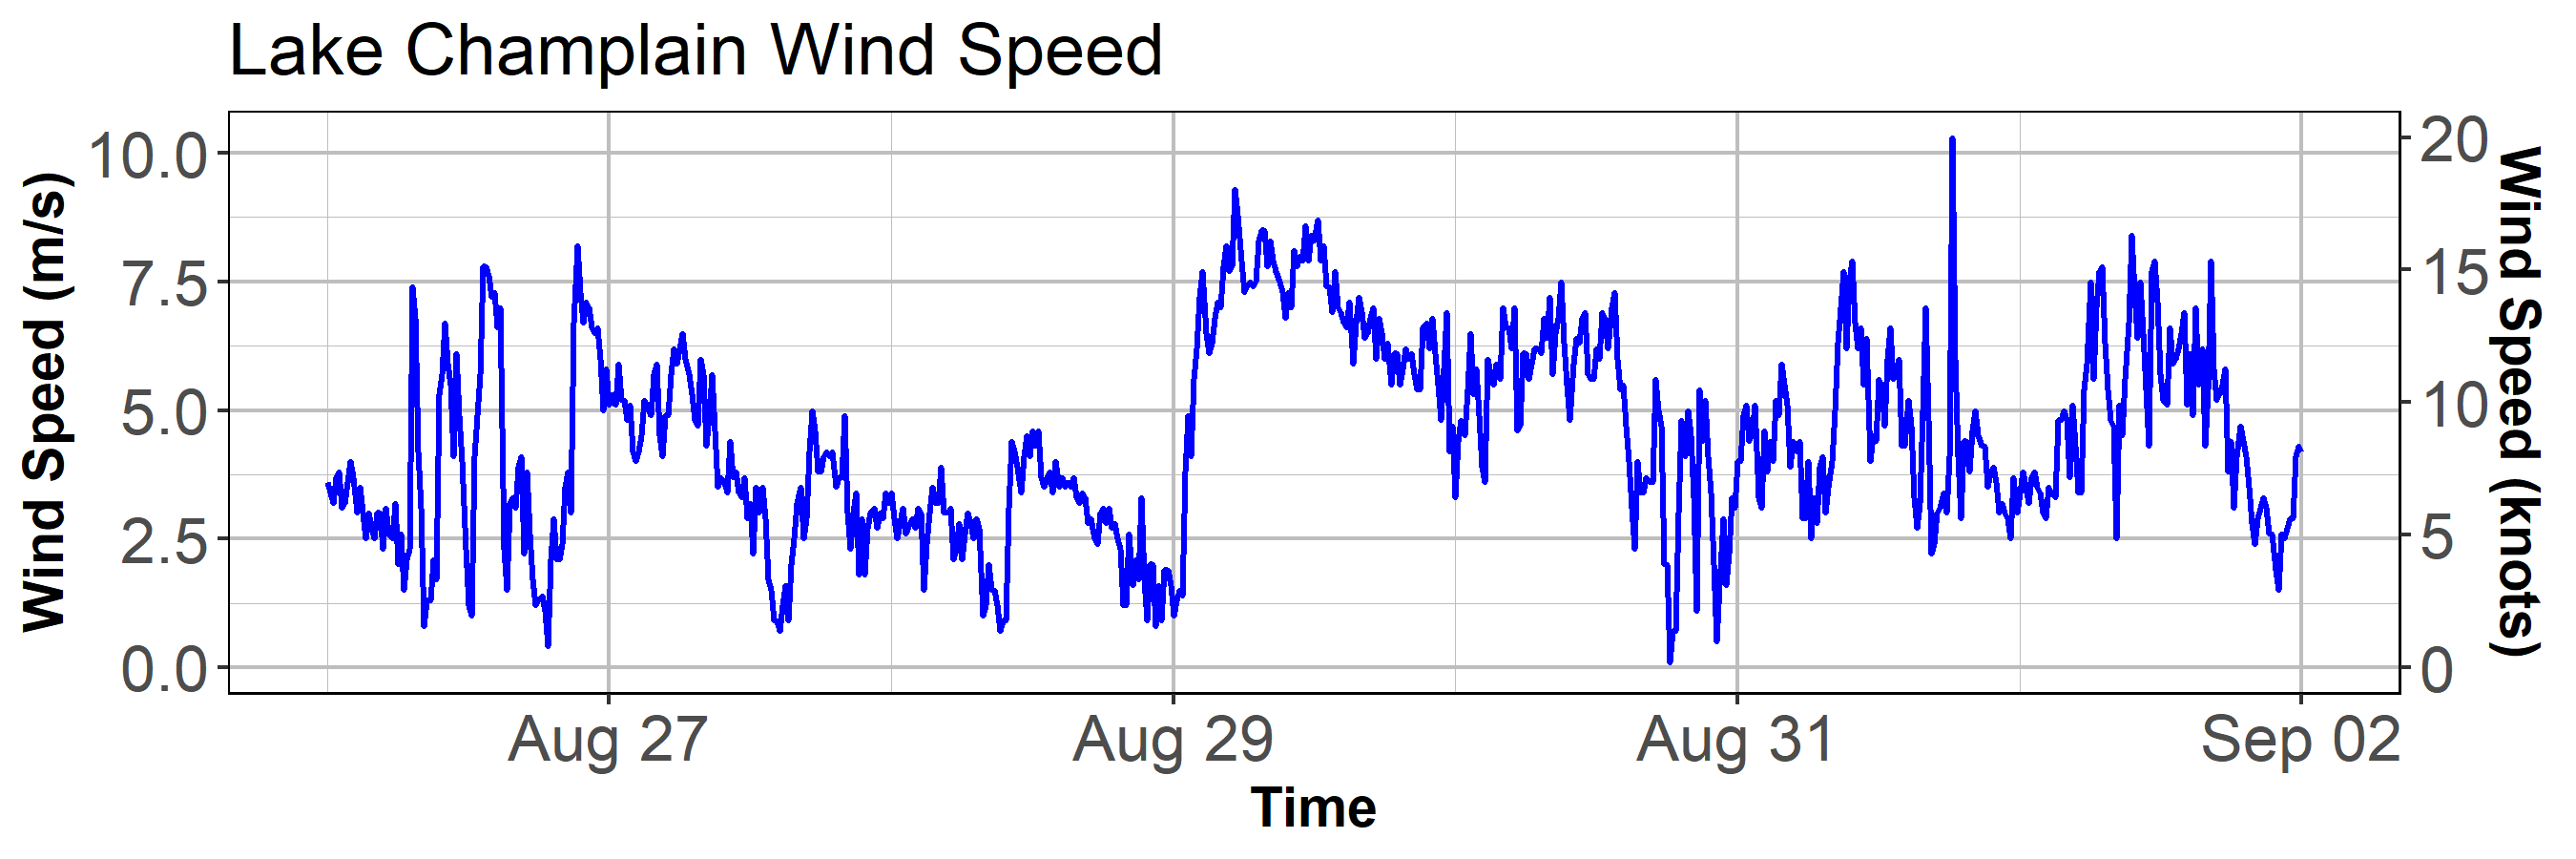 Lake Champlain Wind Speed
Wind Speed (m/s)
10.0
7.5
5.0
2.5
0.0
20
15
10
5
0
Wind Speed (knots)
Aug 27
Aug 29
Aug 31
Sep 02
Time